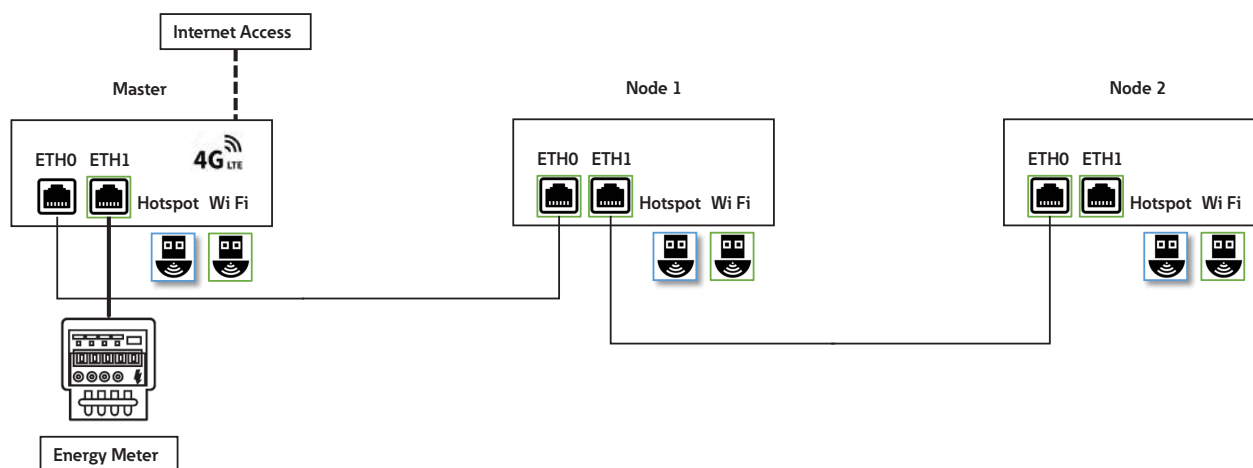 Internet Access
Master
Node 1
Node 2
ETH0 ETH1
4G LTE
Hotspot Wi Fi
ETH0 ETH1
Hotspot Wi Fi
ETH0 ETH1
Hotspot Wi Fi
Energy Meter